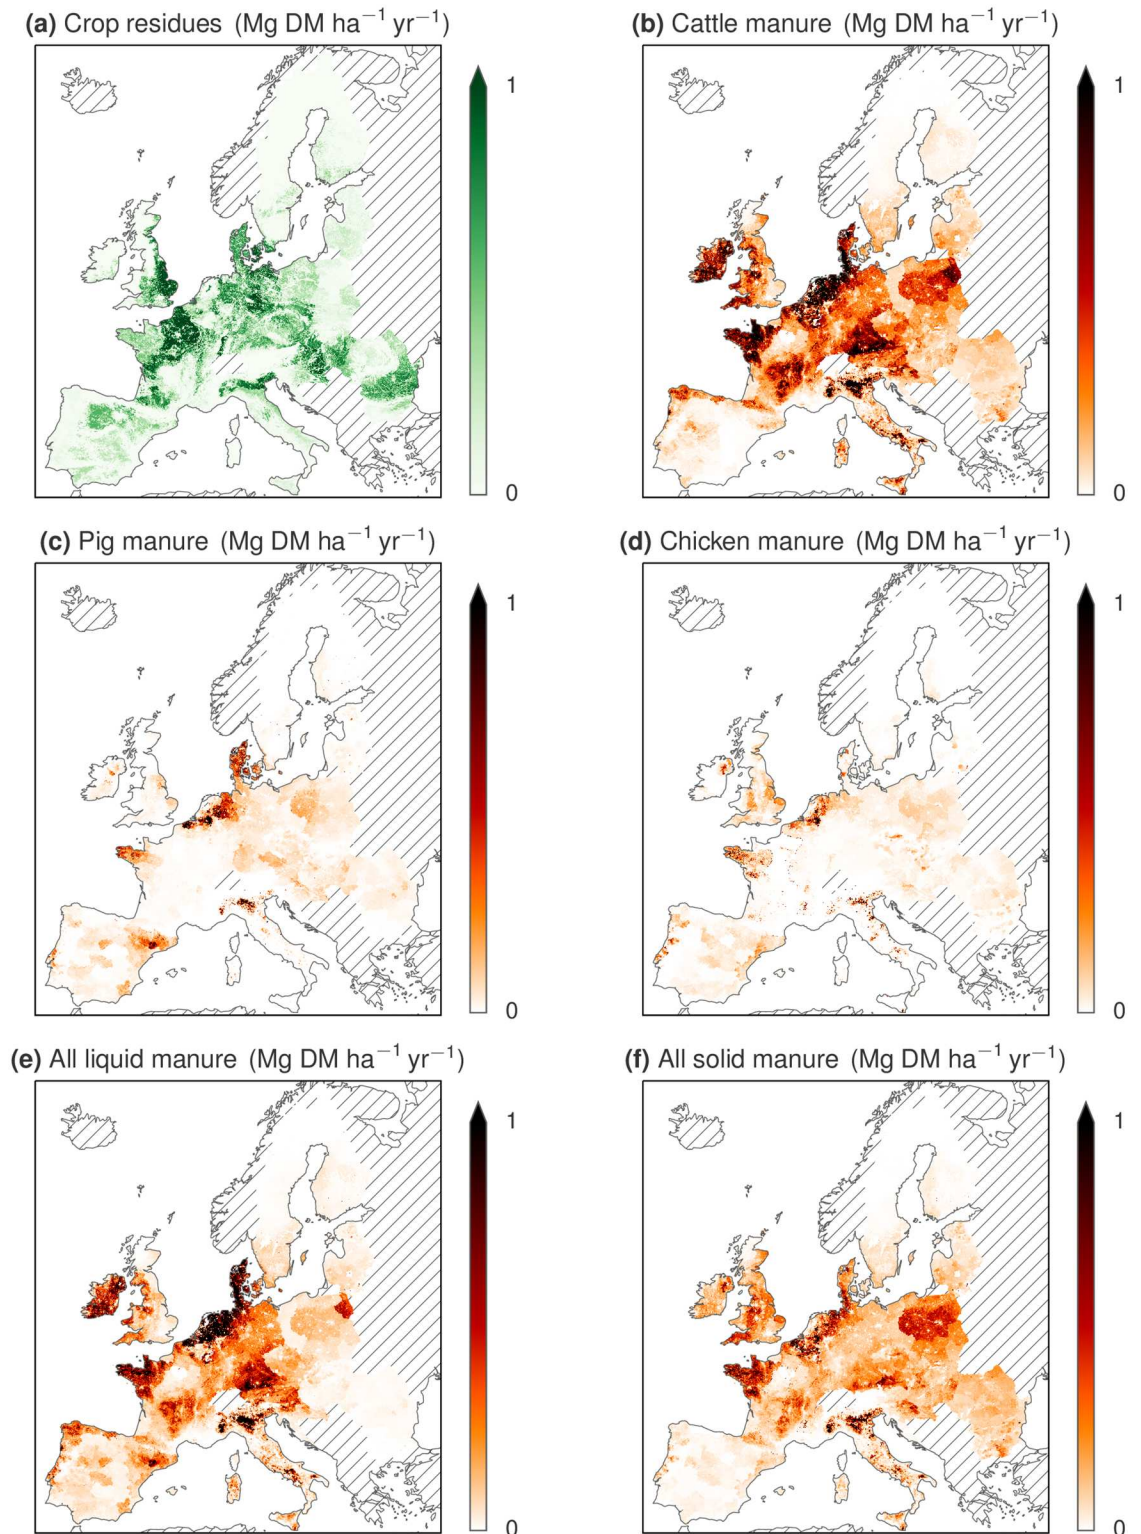 (a) Crop residues (Mg DM ha⁻¹ yr⁻¹)
1
0
(b) Cattle manure (Mg DM ha⁻¹ yr⁻¹)
1
0
(c) Pig manure (Mg DM ha⁻¹ yr⁻¹)
1
0
(d) Chicken manure (Mg DM ha⁻¹ yr⁻¹)
1
0
(e) All liquid manure (Mg DM ha⁻¹ yr⁻¹)
1
0
(f) All solid manure (Mg DM ha⁻¹ yr⁻¹)
1
0